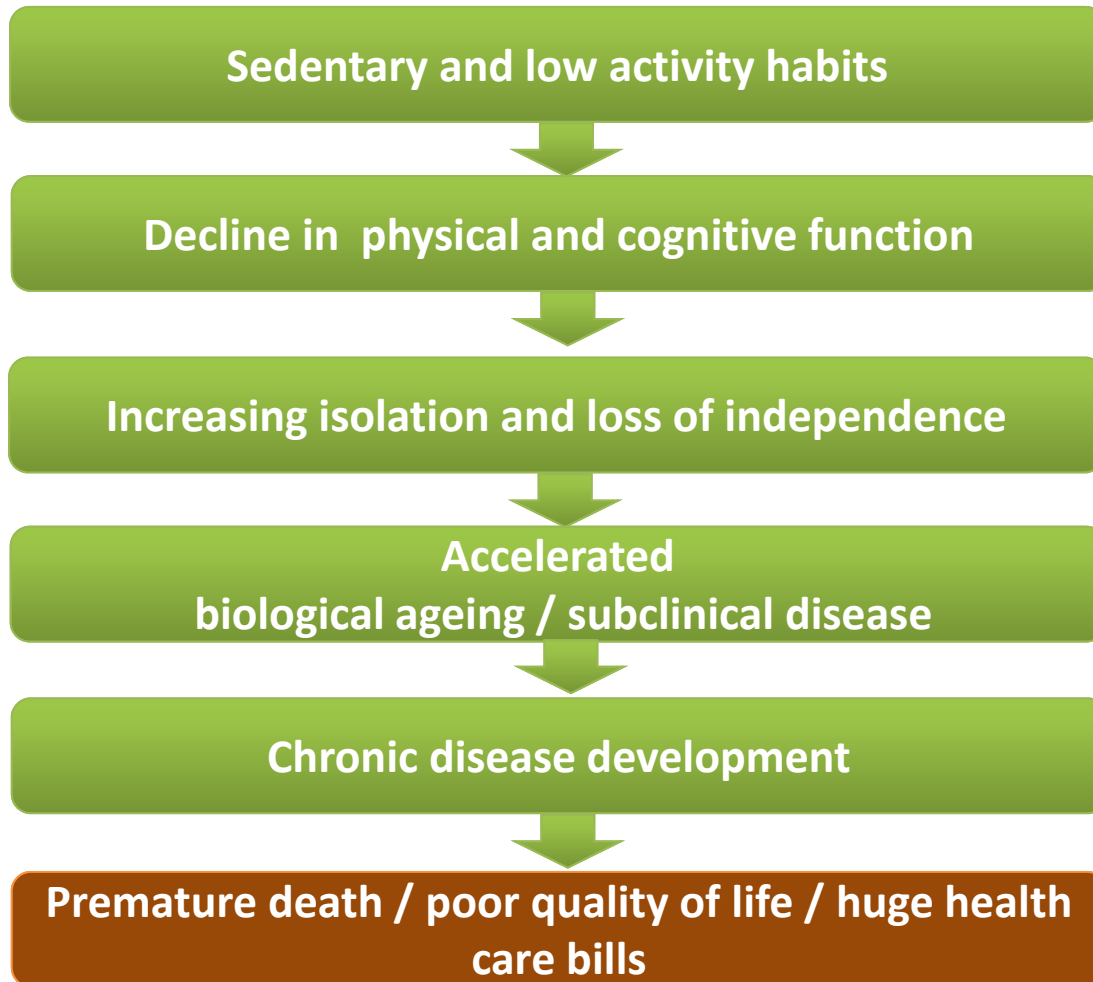 Sedentary and low activity habits
Decline in  physical and cognitive function
Increasing isolation and loss of independence
Accelerated
biological ageing / subclinical disease
Chronic disease development
Premature death / poor quality of life / huge health
care bills